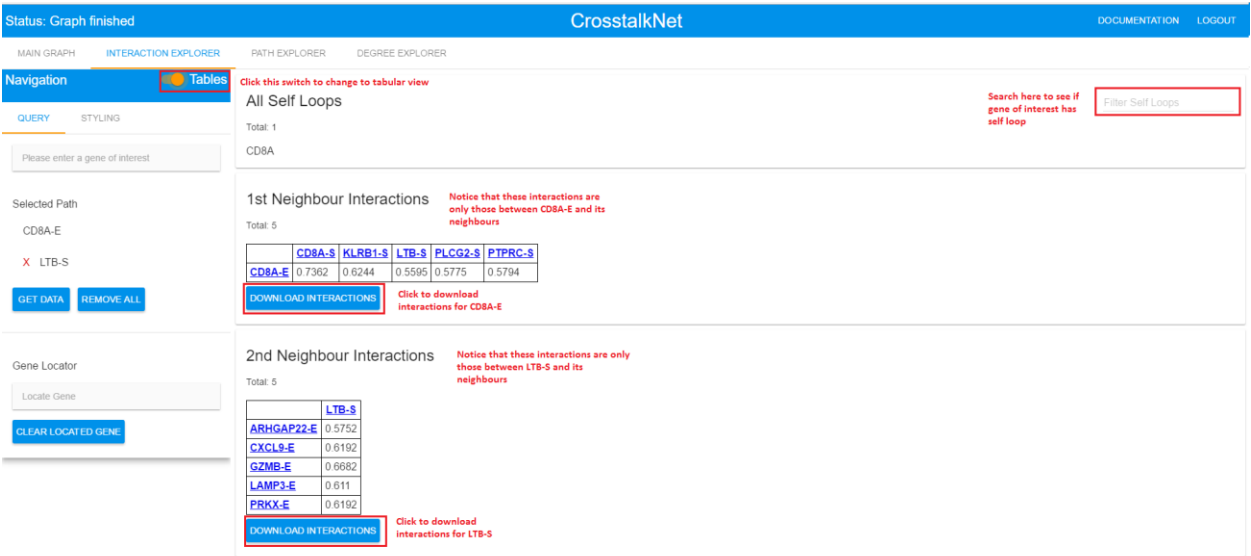 Status: Graph finished
CrosstalkNet
DOCUMENTATION LOGOUT
MAIN GRAPH INTERACTION EXPLORER PATH EXPLORER DEGREE EXPLORER
Navigation Tables
Click this switch to change to tabular view
QUERY STYLING
Please enter a gene of interest
Selected Path
CD8A-E
X LTB-S
GET DATA REMOVE ALL
Gene Locator
Locate Gene
CLEAR LOCATED GENE
All Self Loops
Total: 1
CD8A
Search here to see if
gene of interest has
self loop
Filter Self Loops
1st Neighbour Interactions
Total: 5
Notice that these interactions are
only those between CD8A-E and its
neighbours
CD8A-S KLRB1-S LTB-S PLCG2-S PTPRC-S
CD8A-E 0.7362 0.6244 0.5595 0.5775 0.5794
DOWNLOAD INTERACTIONS
Click to download
interactions for CD8A-E
2nd Neighbour Interactions
Total: 5
Notice that these interactions are only
those between LTB-S and its
neighbours
LTB-S
ARHGAP22-E 0.5752
CXCL9-E 0.6192
GZMB-E 0.6682
LAMP3-E 0.611
PRKX-E 0.6192
DOWNLOAD INTERACTIONS
Click to download
interactions for LTB-S